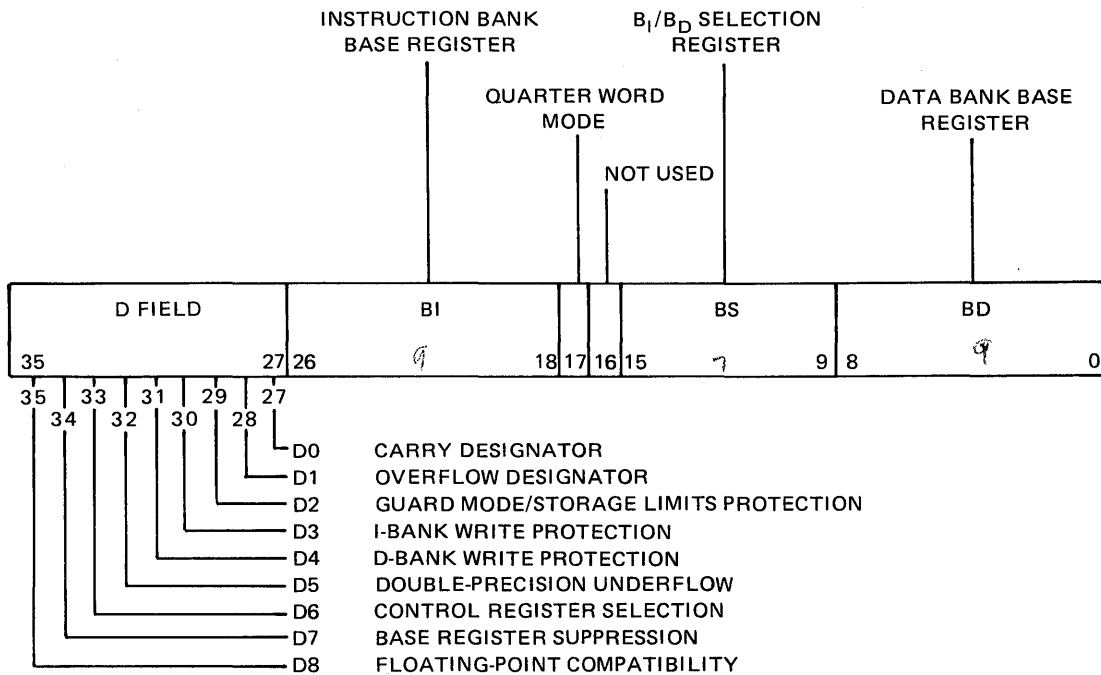 INSTRUCTION BANK
BASE REGISTER
BI/BD SELECTION
REGISTER
QUARTER WORD
MODE
DATA BANK BASE
REGISTER
NOT USED
D FIELD BI BS BD
9 7 9
35 27 26 18 17 16 15 9 8 0
35 33 31 29 27
34 32 30 28
D0 CARRY DESIGNATOR
D1 OVERFLOW DESIGNATOR
D2 GUARD MODE/STORAGE LIMITS PROTECTION
D3 I-BANK WRITE PROTECTION
D4 D-BANK WRITE PROTECTION
D5 DOUBLE-PRECISION UNDERFLOW
D6 CONTROL REGISTER SELECTION
D7 BASE REGISTER SUPPRESSION
D8 FLOATING-POINT COMPATIBILITY